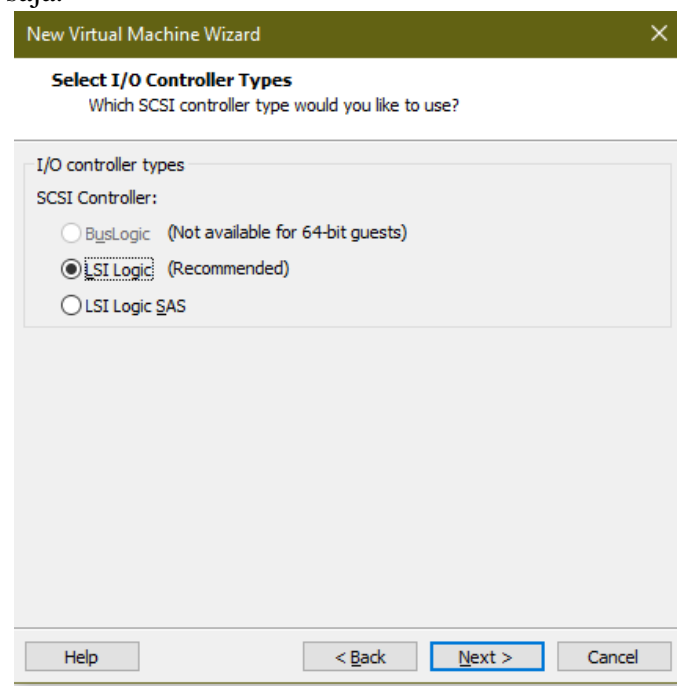 saja.
New Virtual Machine Wizard
Select I/O Controller Types
Which SCSI controller type would you like to use?
I/O controller types
SCSI Controller:
BusLogic (Not available for 64-bit guests)
LSI Logic (Recommended)
LSI Logic SAS
Help < Back Next > Cancel